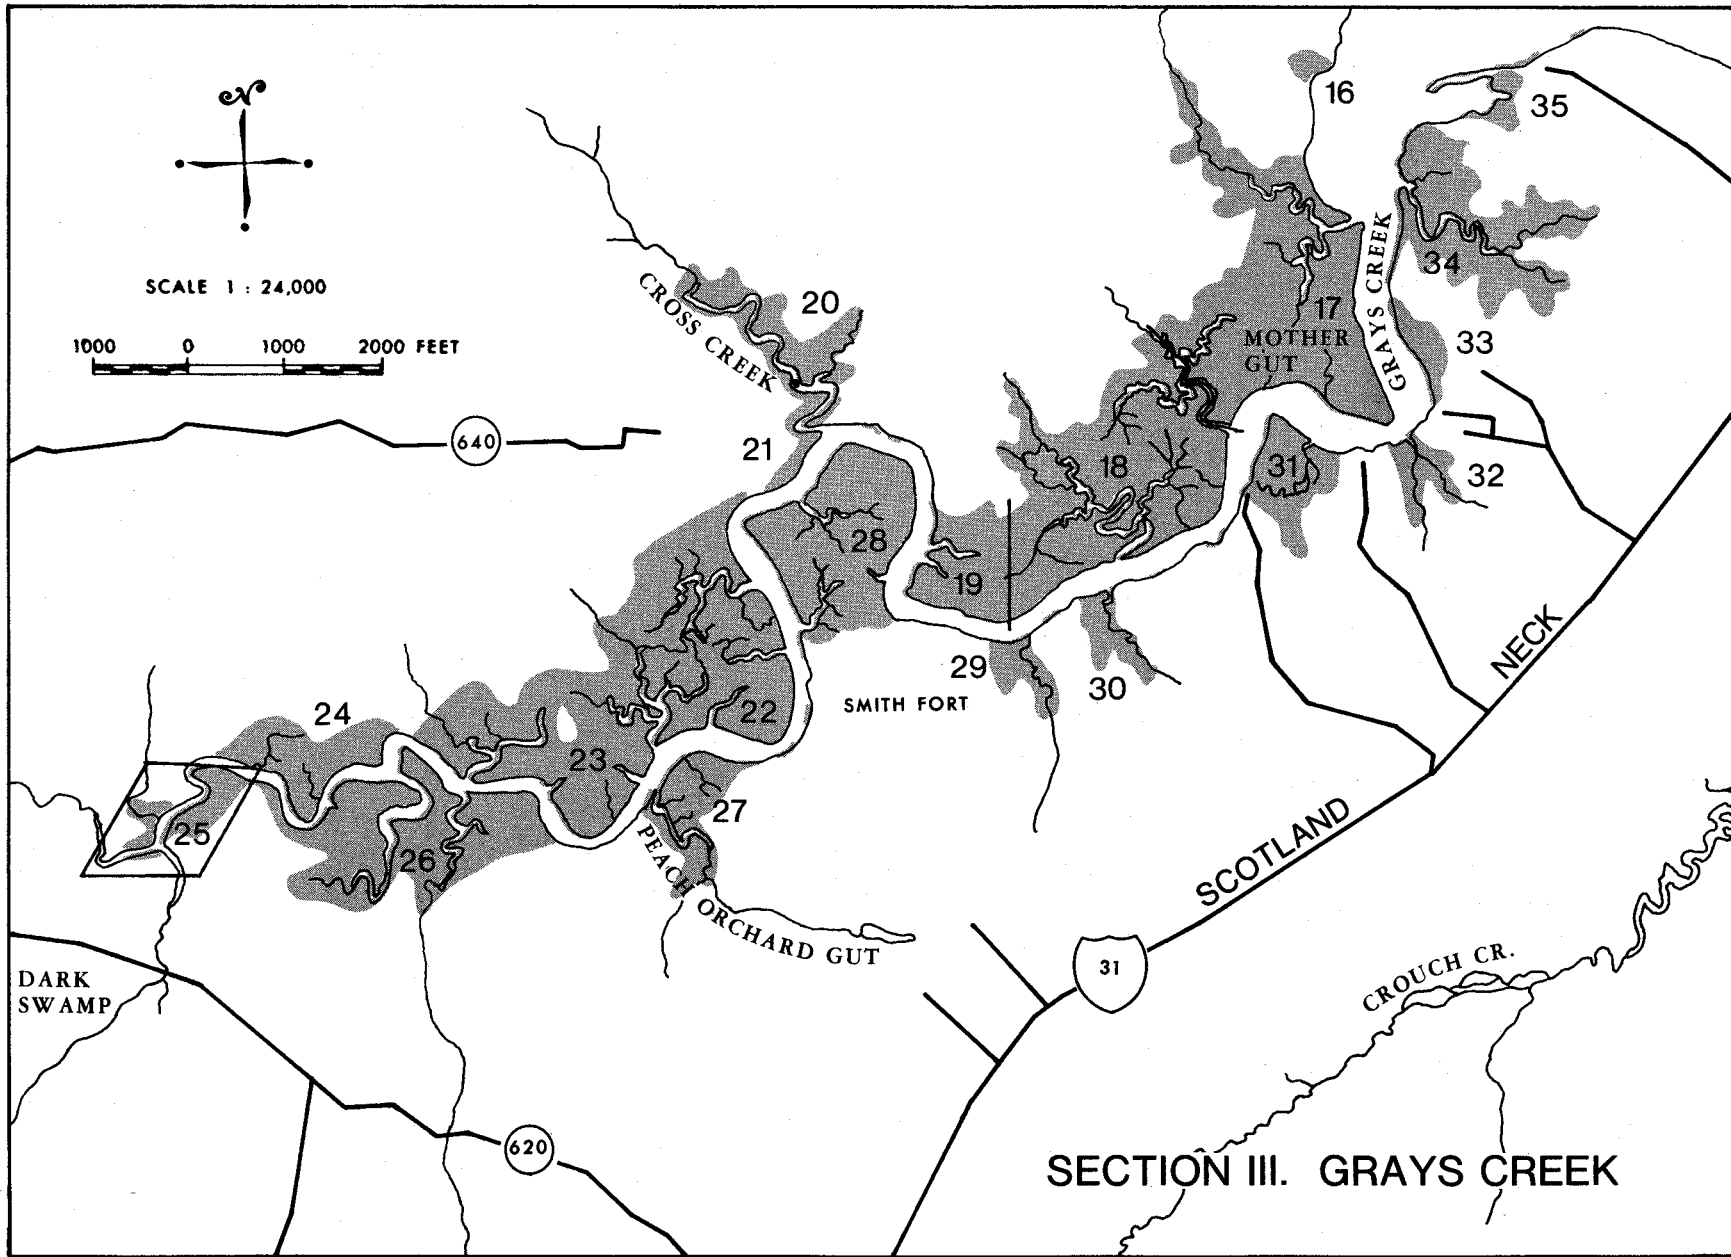 N
16
35
SCALE 1 : 24,000
1000 0 1000 2000 FEET
CROSS CREEK
20
GRAYS CREEK
34
17
MOTHER
GUT
33
640
21
18
31
32
28
19
29
30
SMITH FORT
NECK
22
24
23
27
25
26
PEACH ORCHARD GUT
SCOTLAND
DARK
SWAMP
31
CROUCH CR.
620
SECTION III. GRAYS CREEK